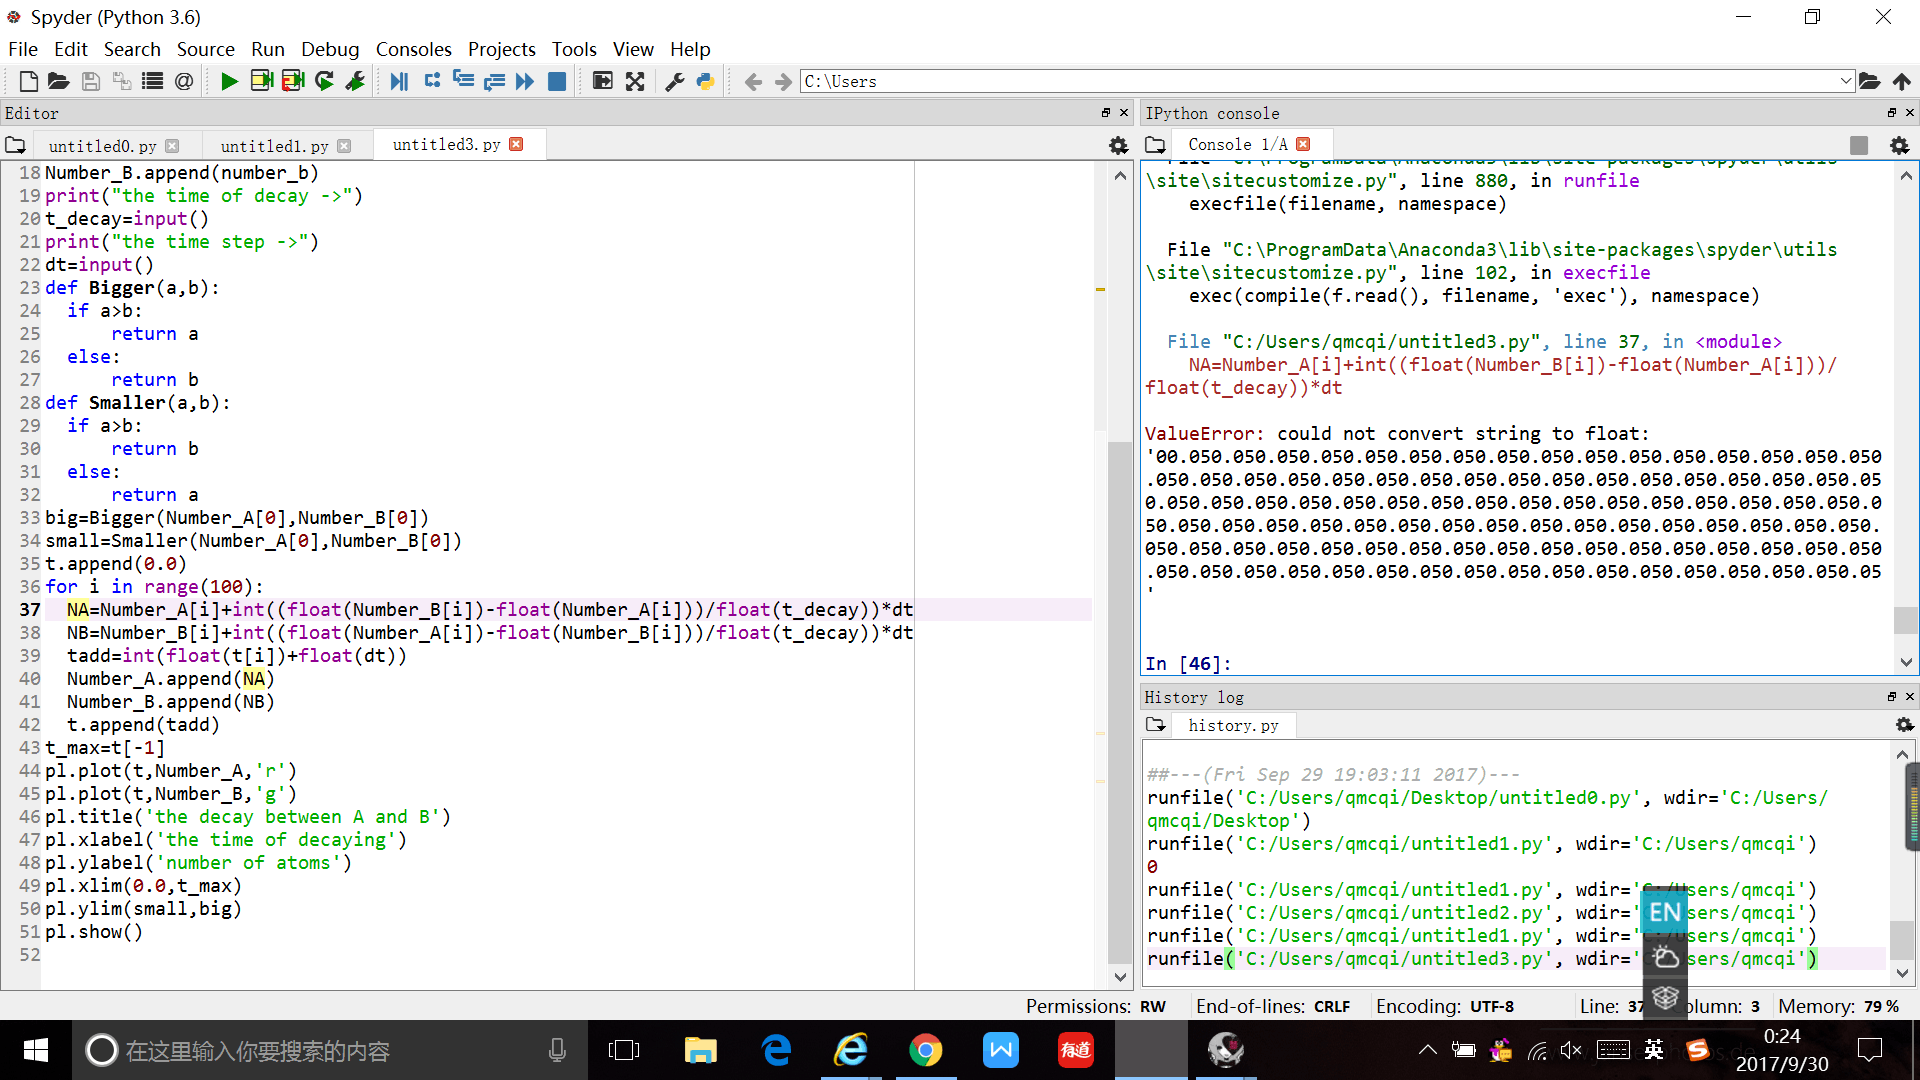 Spyder (Python 3.6)
File Edit Search Source Run Debug Consoles Projects Tools View Help
C:\Users
Editor
untitled0.py untitled1.py untitled3.py
18 Number_B.append(number_b)
19 print("the time of decay ->")
20 t_decay=input()
21 print("the time step ->")
22 dt=input()
23 def Bigger(a,b):
24   if a>b:
25       return a
26   else:
27       return b
28 def Smaller(a,b):
29   if a>b:
30       return b
31   else:
32       return a
33 big=Bigger(Number_A[0],Number_B[0])
34 small=Smaller(Number_A[0],Number_B[0])
35 t.append(0.0)
36 for i in range(100):
37   NA=Number_A[i]+int((float(Number_B[i])-float(Number_A[i]))/float(t_decay))*dt
38   NB=Number_B[i]+int((float(Number_A[i])-float(Number_B[i]))/float(t_decay))*dt
39   tadd=int(float(t[i])+float(dt))
40   Number_A.append(NA)
41   Number_B.append(NB)
42   t.append(tadd)
43 t_max=t[-1]
44 pl.plot(t,Number_A,'r')
45 pl.plot(t,Number_B,'g')
46 pl.title('the decay between A and B')
47 pl.xlabel('the time of decaying')
48 pl.ylabel('number of atoms')
49 pl.xlim(0.0,t_max)
50 pl.ylim(small,big)
51 pl.show()
52
IPython console
Console 1/A
File "C:\ProgramData\Anaconda3\lib\site-packages\spyder\utils
\site\sitecustomize.py", line 880, in runfile
execfile(filename, namespace)
File "C:\ProgramData\Anaconda3\lib\site-packages\spyder\utils
\site\sitecustomize.py", line 102, in execfile
exec(compile(f.read(), filename, 'exec'), namespace)
File "C:/Users/qmcqi/untitled3.py", line 37, in <module>
NA=Number_A[i]+int((float(Number_B[i])-float(Number_A[i]))/
float(t_decay))*dt
ValueError: could not convert string to float:
'00.050.050.050.050.050.050.050.050.050.050.050.050.050.050.050.050
.050.050.050.050.050.050.050.050.050.050.050.050.050.050.050.050.05
0.050.050.050.050.050.050.050.050.050.050.050.050.050.050.050.050.0
50.050.050.050.050.050.050.050.050.050.050.050.050.050.050.050.050.
050.050.050.050.050.050.050.050.050.050.050.050.050.050.050.050.050
.050.050.050.050.050.050.050.050.050.050.050.050.050.050.050.050.05
'
In [46]:
History log
history.py
##---(Fri Sep 29 19:03:11 2017)---
runfile('C:/Users/qmcqi/Desktop/untitled0.py', wdir='C:/Users/
qmcqi/Desktop')
runfile('C:/Users/qmcqi/untitled1.py', wdir='C:/Users/qmcqi')
0
runfile('C:/Users/qmcqi/untitled1.py', wdir='C:/Users/qmcqi')
runfile('C:/Users/qmcqi/untitled2.py', wdir='C:/Users/qmcqi')
runfile('C:/Users/qmcqi/untitled1.py', wdir='C:/Users/qmcqi')
runfile('C:/Users/qmcqi/untitled3.py', wdir='C:/Users/qmcqi')
EN
Permissions: RW End-of-lines: CRLF Encoding: UTF-8 Line: 37 Column: 3 Memory: 79 %
在这里输入你要搜索的内容
有道
英
0:24
2017/9/30